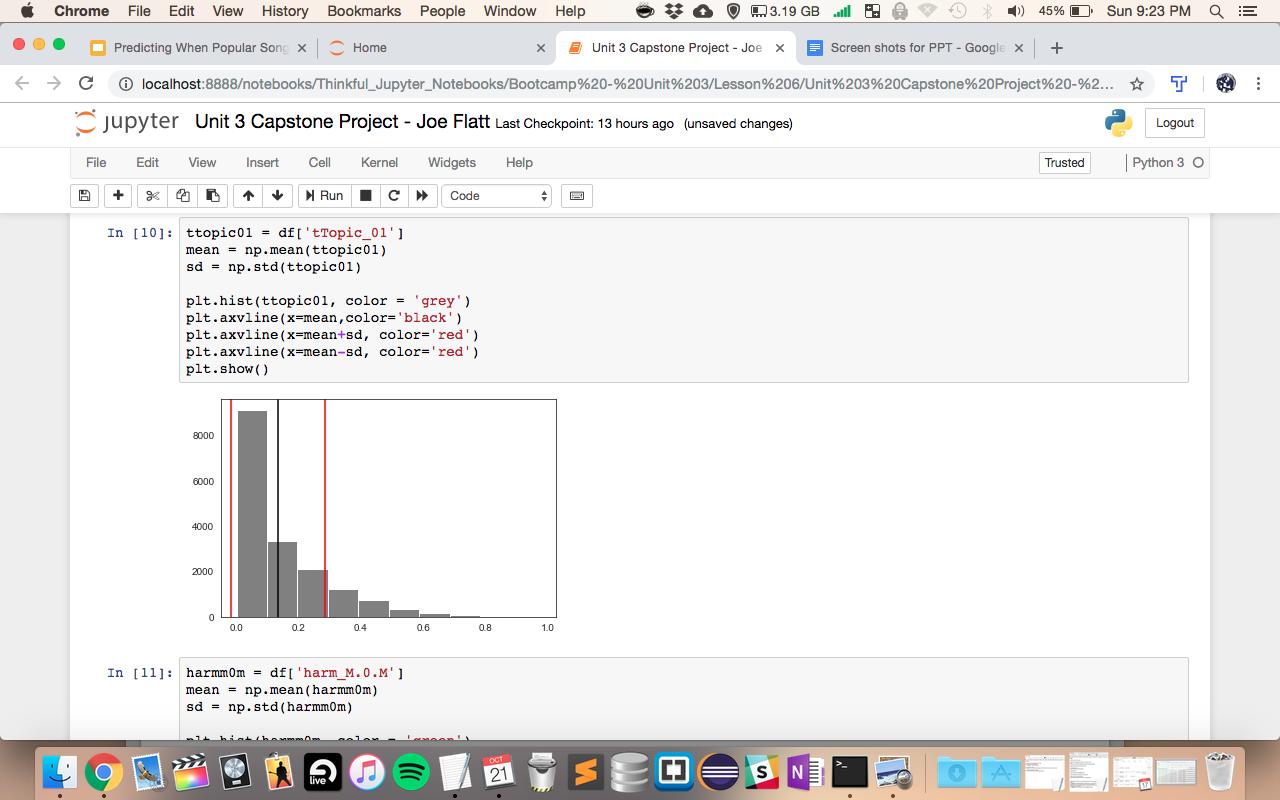 Chrome File Edit View History Bookmarks People Window Help 3.19 GB 45% Sun 9:23 PM
Predicting When Popular Song Home Unit 3 Capstone Project - Joe Screen shots for PPT - Google
localhost:8888/notebooks/Thinkful_Jupyter_Notebooks/Bootcamp%20-%20Unit%203/Lesson%206/Unit%203%20Capstone%20Project%20-%2...
jupyter Unit 3 Capstone Project - Joe Flatt Last Checkpoint: 13 hours ago (unsaved changes) Logout
File Edit View Insert Cell Kernel Widgets Help Trusted Python 3
Run Code
In [10]: ttopic01 = df['tTopic_01']
mean = np.mean(ttopic01)
sd = np.std(ttopic01)
plt.hist(ttopic01, color = 'grey')
plt.axvline(x=mean,color='black')
plt.axvline(x=mean+sd, color='red')
plt.axvline(x=mean-sd, color='red')
plt.show()
8000
6000
4000
2000
0
0.0 0.2 0.4 0.6 0.8 1.0
In [11]: harmm0m = df['harm_M.0.M']
mean = np.mean(harmm0m)
sd = np.std(harmm0m)
plt.hist(harmm0m, color = 'green')
live OCT 21 S N >_ 17